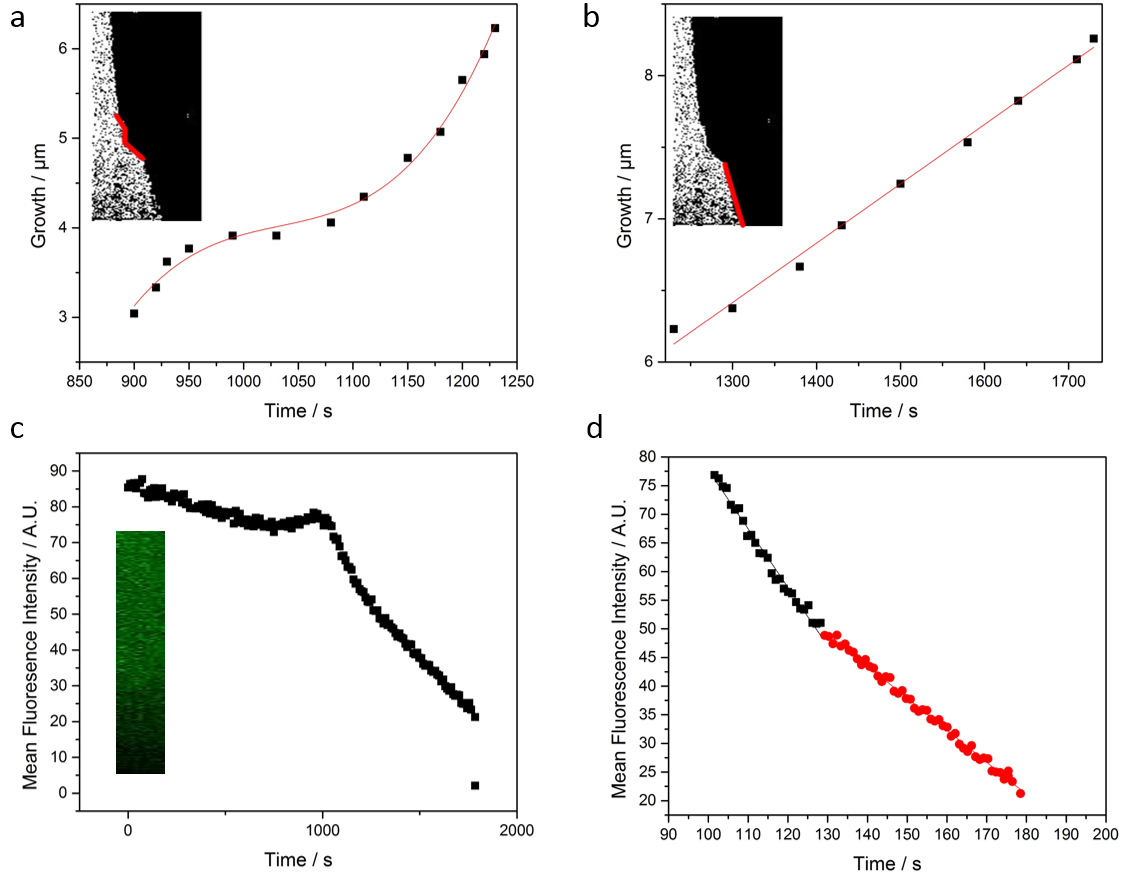 a
6
5
4
3
Growth / μm
850 900 950 1000 1050 1100 1150 1200 1250
Time / s
b
8
7
6
Growth / μm
1300 1400 1500 1600 1700
Time / s
c
90
80
70
60
50
40
30
20
10
0
Mean Fluoresence Intensity / A.U.
0 1000 2000
Time / s
d
80
75
70
65
60
55
50
45
40
35
30
25
20
Mean Fluorescence Intensity / A.U.
90 100 110 120 130 140 150 160 170 180 190 200
Time / s